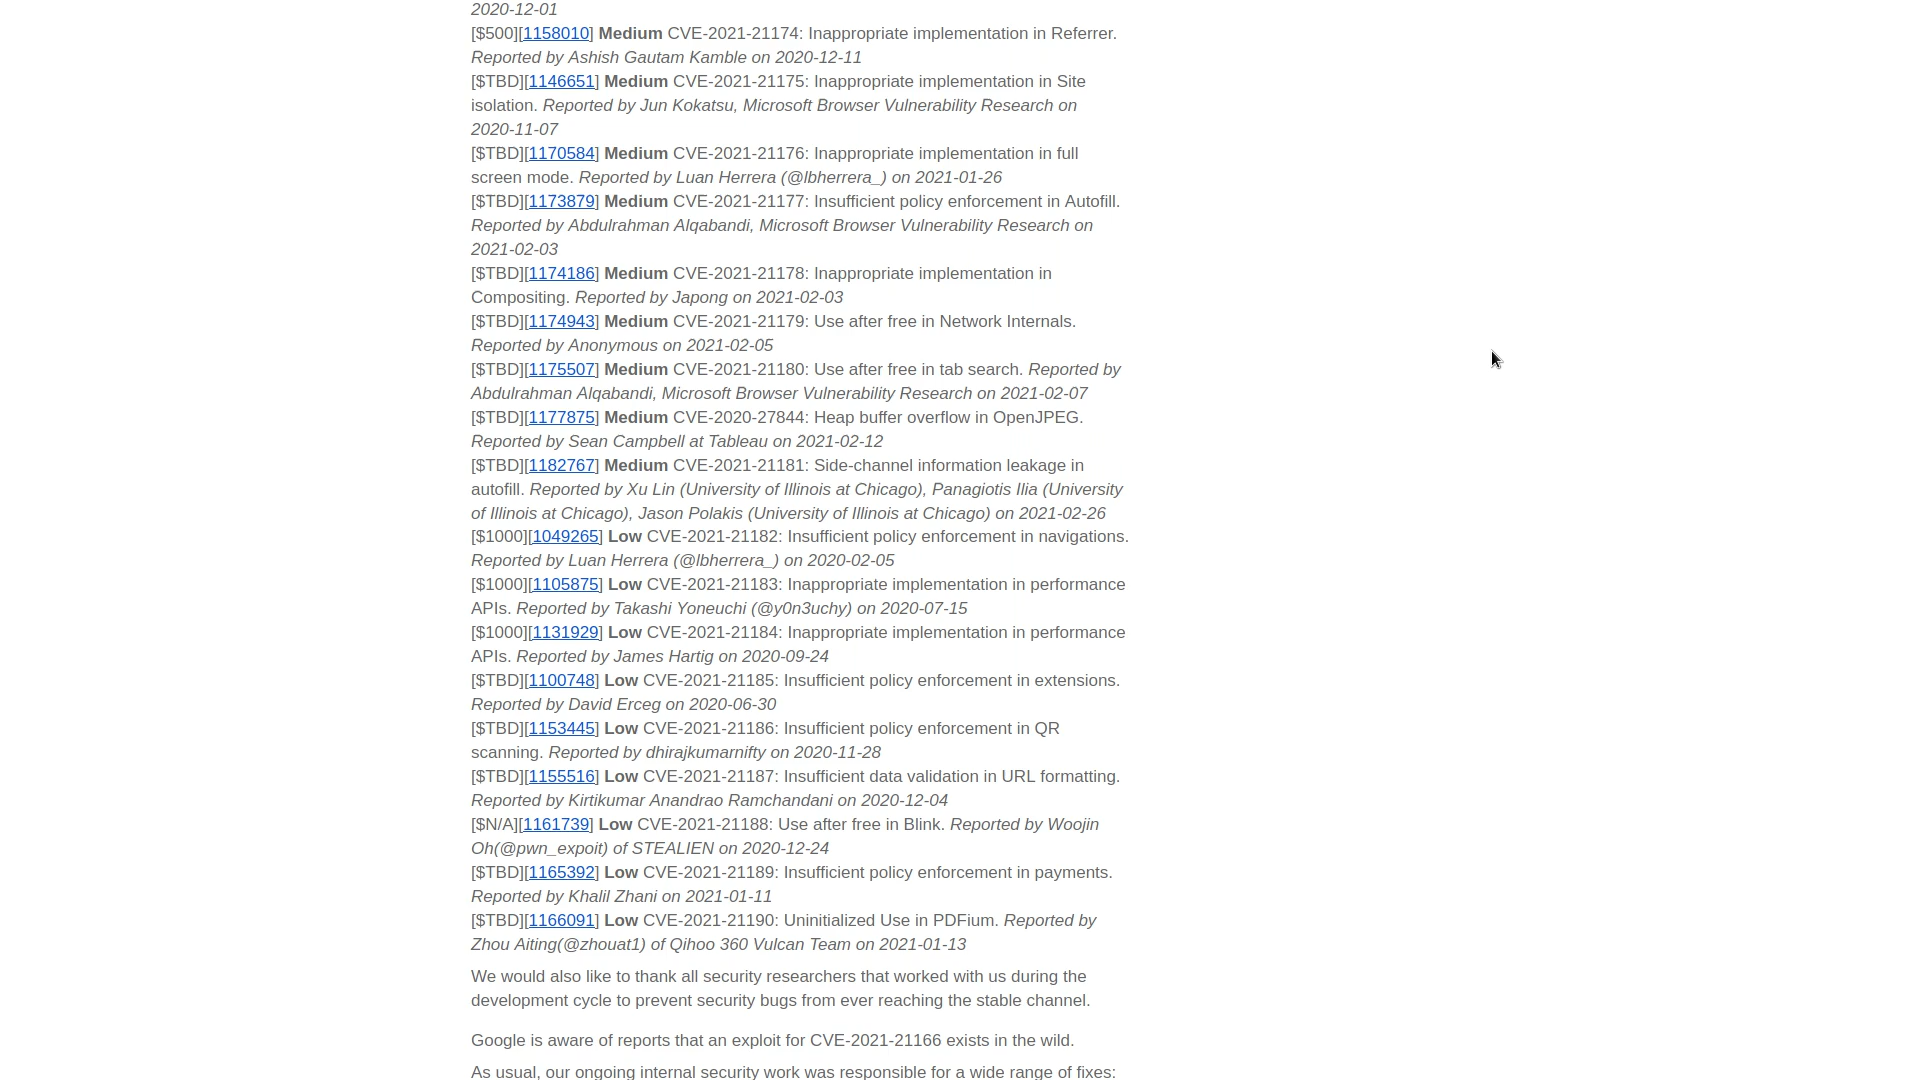 2020-12-01
[$500][1158010] Medium CVE-2021-21174: Inappropriate implementation in Referrer.
Reported by Ashish Gautam Kamble on 2020-12-11
[$TBD][1146651] Medium CVE-2021-21175: Inappropriate implementation in Site
isolation. Reported by Jun Kokatsu, Microsoft Browser Vulnerability Research on
2020-11-07
[$TBD][1170584] Medium CVE-2021-21176: Inappropriate implementation in full
screen mode. Reported by Luan Herrera (@lbherrera_) on 2021-01-26
[$TBD][1173879] Medium CVE-2021-21177: Insufficient policy enforcement in Autofill.
Reported by Abdulrahman Alqabandi, Microsoft Browser Vulnerability Research on
2021-02-03
[$TBD][1174186] Medium CVE-2021-21178: Inappropriate implementation in
Compositing. Reported by Japong on 2021-02-03
[$TBD][1174943] Medium CVE-2021-21179: Use after free in Network Internals.
Reported by Anonymous on 2021-02-05
[$TBD][1175507] Medium CVE-2021-21180: Use after free in tab search. Reported by
Abdulrahman Alqabandi, Microsoft Browser Vulnerability Research on 2021-02-07
[$TBD][1177875] Medium CVE-2020-27844: Heap buffer overflow in OpenJPEG.
Reported by Sean Campbell at Tableau on 2021-02-12
[$TBD][1182767] Medium CVE-2021-21181: Side-channel information leakage in
autofill. Reported by Xu Lin (University of Illinois at Chicago), Panagiotis Ilia (University
of Illinois at Chicago), Jason Polakis (University of Illinois at Chicago) on 2021-02-26
[$1000][1049265] Low CVE-2021-21182: Insufficient policy enforcement in navigations.
Reported by Luan Herrera (@lbherrera_) on 2020-02-05
[$1000][1105875] Low CVE-2021-21183: Inappropriate implementation in performance
APIs. Reported by Takashi Yoneuchi (@y0n3uchy) on 2020-07-15
[$1000][1131929] Low CVE-2021-21184: Inappropriate implementation in performance
APIs. Reported by James Hartig on 2020-09-24
[$TBD][1100748] Low CVE-2021-21185: Insufficient policy enforcement in extensions.
Reported by David Erceg on 2020-06-30
[$TBD][1153445] Low CVE-2021-21186: Insufficient policy enforcement in QR
scanning. Reported by dhirajkumarnifty on 2020-11-28
[$TBD][1155516] Low CVE-2021-21187: Insufficient data validation in URL formatting.
Reported by Kirtikumar Anandrao Ramchandani on 2020-12-04
[$N/A][1161739] Low CVE-2021-21188: Use after free in Blink. Reported by Woojin
Oh(@pwn_expoit) of STEALIEN on 2020-12-24
[$TBD][1165392] Low CVE-2021-21189: Insufficient policy enforcement in payments.
Reported by Khalil Zhani on 2021-01-11
[$TBD][1166091] Low CVE-2021-21190: Uninitialized Use in PDFium. Reported by
Zhou Aiting(@zhouat1) of Qihoo 360 Vulcan Team on 2021-01-13
We would also like to thank all security researchers that worked with us during the
development cycle to prevent security bugs from ever reaching the stable channel.
Google is aware of reports that an exploit for CVE-2021-21166 exists in the wild.
As usual, our ongoing internal security work was responsible for a wide range of fixes: